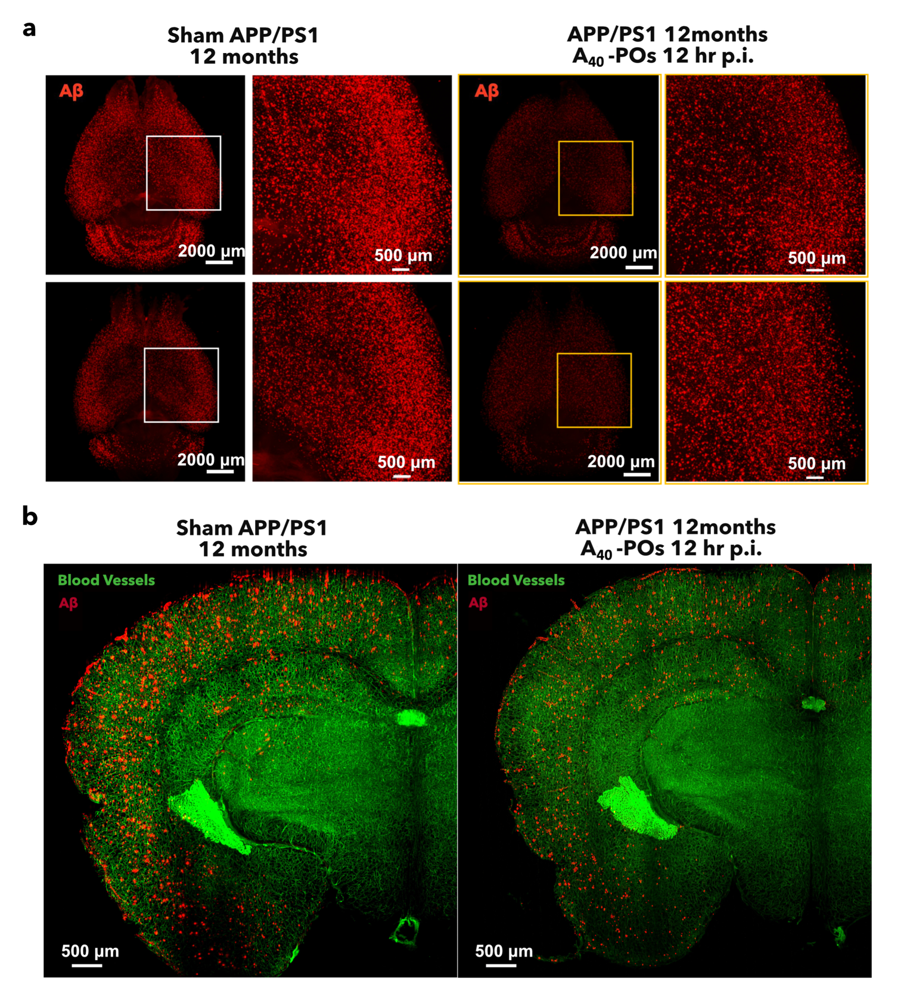 a
Sham APP/PS1
12 months
APP/PS1 12months
A40 -POs 12 hr p.i.
Aβ
Aβ
2000 μm
500 μm
2000 μm
500 μm
2000 μm
500 μm
2000 μm
500 μm
b
Sham APP/PS1
12 months
APP/PS1 12months
A40 -POs 12 hr p.i.
Blood Vessels
Aβ
Blood Vessels
Aβ
500 μm
500 μm